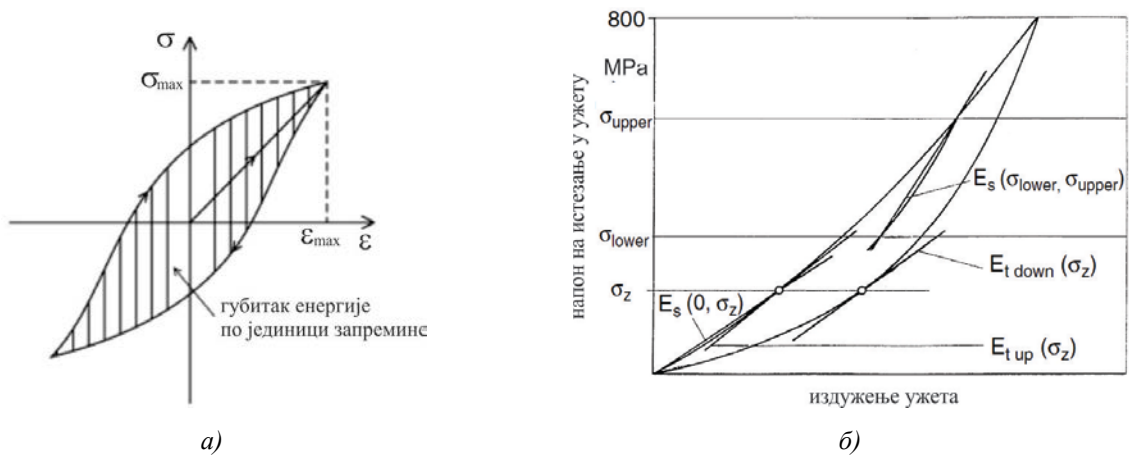 σ
σmax
εmax
ε
губитак енергије
по јединици запремине
а)
800
MPa
σupper
Es (σlower, σupper)
σlower
Et down (σz)
σz
Es (0, σz)
Et up (σz)
напон на истезање у ужету
издужење ужета
б)